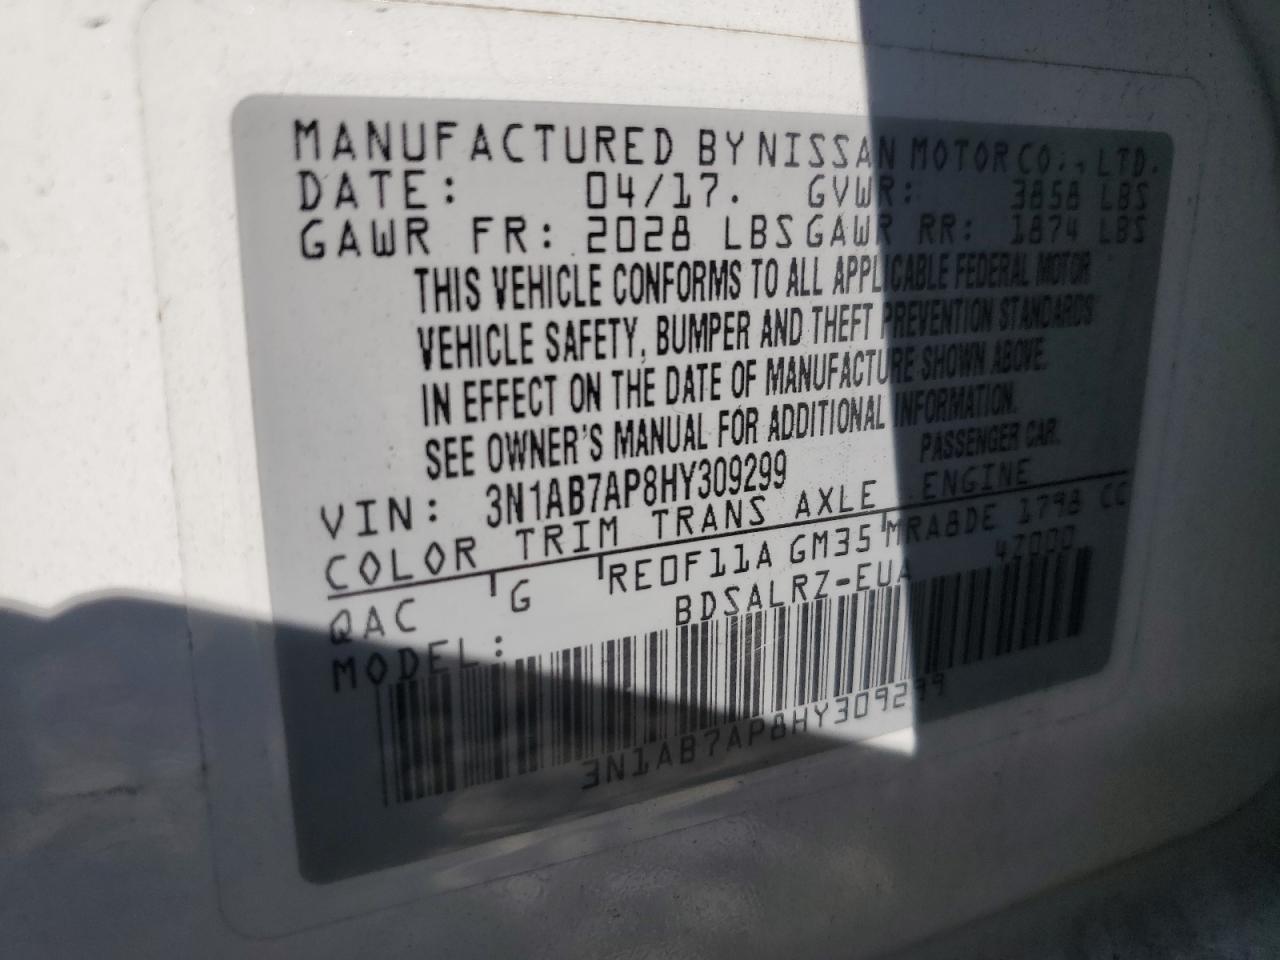 MANUFACTURED BY NISSAN MOTOR CO., LTD.
DATE: 04/17. GVWR: 3858 LBS
GAWR FR: 2028 LBS GAWR RR: 1874 LBS
THIS VEHICLE CONFORMS TO ALL APPLICABLE FEDERAL MOTOR
VEHICLE SAFETY, BUMPER AND THEFT PREVENTION STANDARDS
IN EFFECT ON THE DATE OF MANUFACTURE SHOWN ABOVE.
SEE OWNER'S MANUAL FOR ADDITIONAL INFORMATION.
VIN: 3N1AB7AP8HY309299 PASSENGER CAR.
COLOR TRIM TRANS AXLE ENGINE
QAC G RE0F11A GM35 MRA8DE 1798 CC
MODEL: BDSALRZ-EUA 47000
3N1AB7AP8HY309299